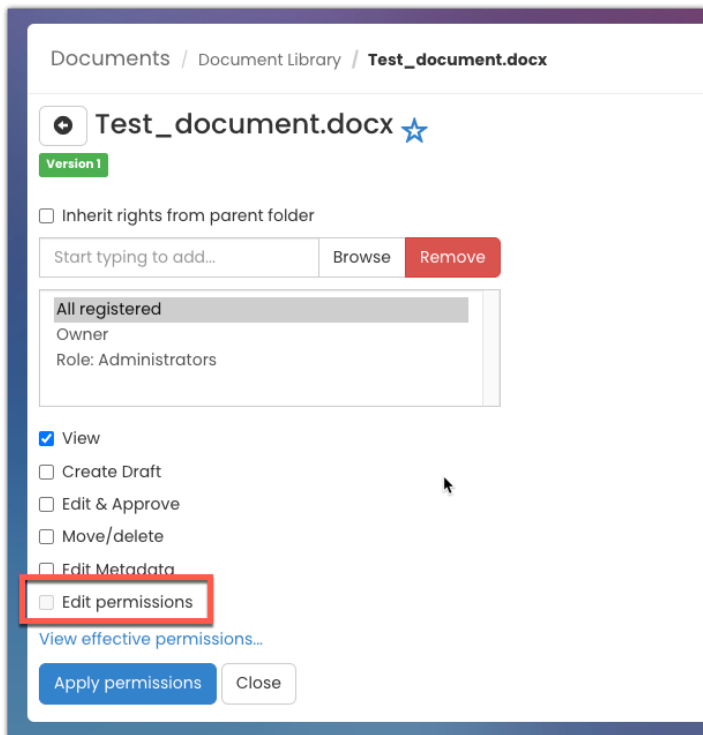 Documents / Document Library / Test_document.docx
Test_document.docx
Version 1
Inherit rights from parent folder
Start typing to add... Browse Remove
All registered
Owner
Role: Administrators
View
Create Draft
Edit & Approve
Move/delete
Edit Metadata
Edit permissions
View effective permissions...
Apply permissions Close